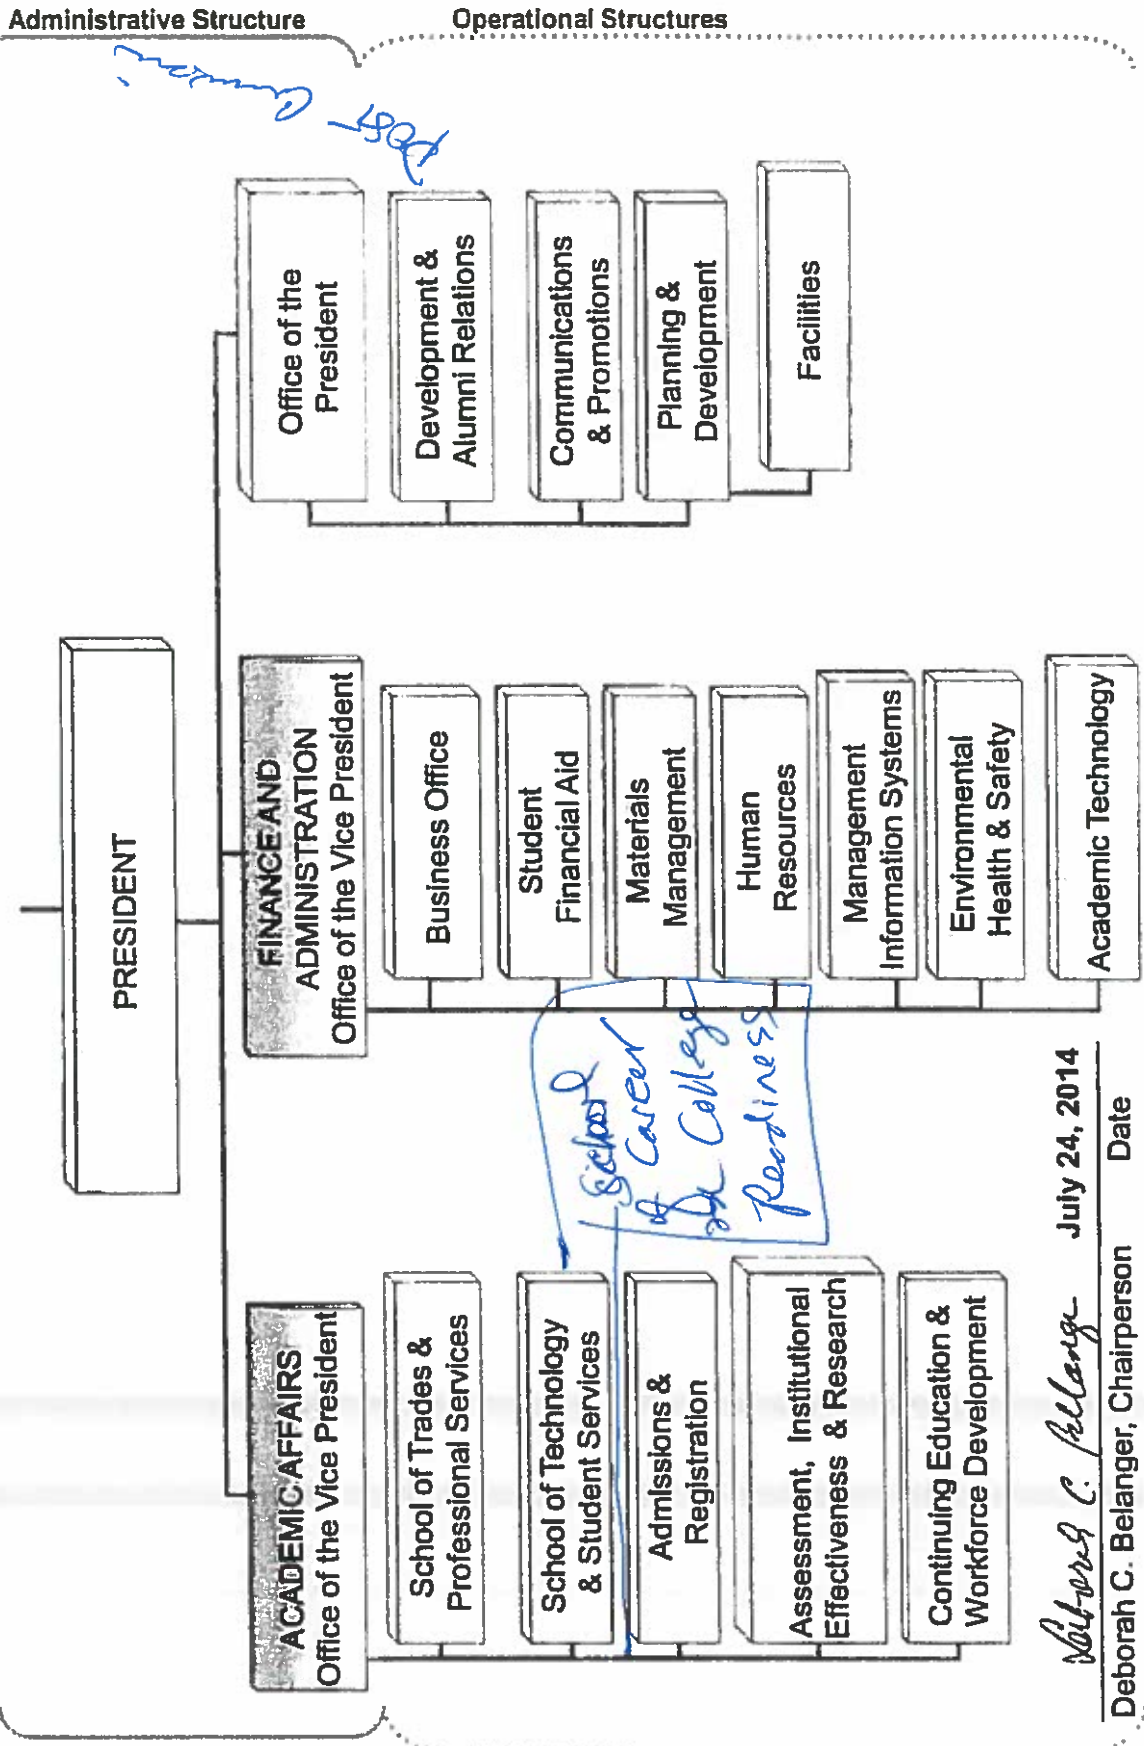 Administrative Structure
Operational Structures
PRESIDENT
ACADEMIC AFFAIRS
Office of the Vice President
School of Trades &
Professional Services
School of Technology
& Student Services
Admissions &
Registration
Assessment, Institutional
Effectiveness & Research
Continuing Education &
Workforce Development
School
of Career
College
Readiness
FINANCE AND
ADMINISTRATION
Office of the Vice President
Business Office
Student
Financial Aid
Materials
Management
Human
Resources
Management
Information Systems
Environmental
Health & Safety
Academic Technology
Office of the
President
Development &
Alumni Relations
Communications
& Promotions
Planning &
Development
Facilities
Post -
Deborah C. Belanger July 24, 2014
Deborah C. Belanger, Chairperson Date